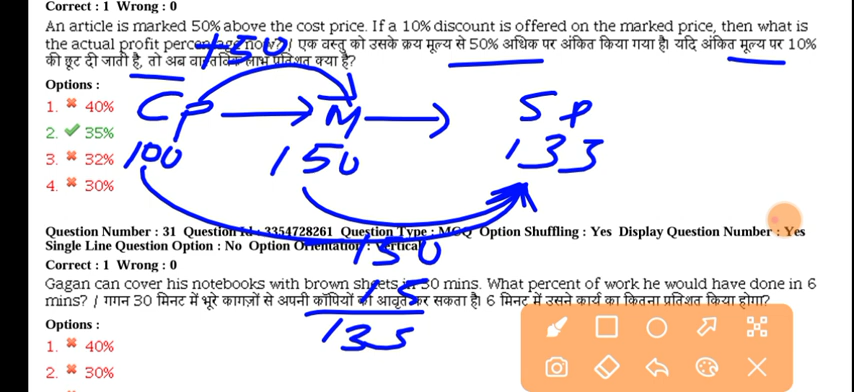 Correct : 1 Wrong : 0
An article is marked 50% above the cost price. If a 10% discount is offered on the marked price, then what is
the actual profit percentage now? / एक वस्तु को उसके क्रय मूल्य से 50% अधिक पर अंकित किया गया है। यदि अंकित मूल्य पर 10%
की छूट दी जाती है, तो अब वास्तविक लाभ प्रतिशत क्या है?
+50
Options :
1. 40%
2. 35%
3. 32%
4. 30%
CP M SP
100 150 133
Question Number : 31 Question Id : 3354728261 Question Type : MCQ Option Shuffling : Yes Display Question Number : Yes
Single Line Question Option : No Option Orientation : Vertical
150
Correct : 1 Wrong : 0
Gagan can cover his notebooks with brown sheets in 30 mins. What percent of work he would have done in 6
mins? / गगन 30 मिनट में भूरे कागज़ों से अपनी कॉपियों को आवृत कर सकता है। 6 मिनट में उसने कार्य का कितना प्रतिशत किया होगा?
15
135
Options :
1. 40%
2. 30%